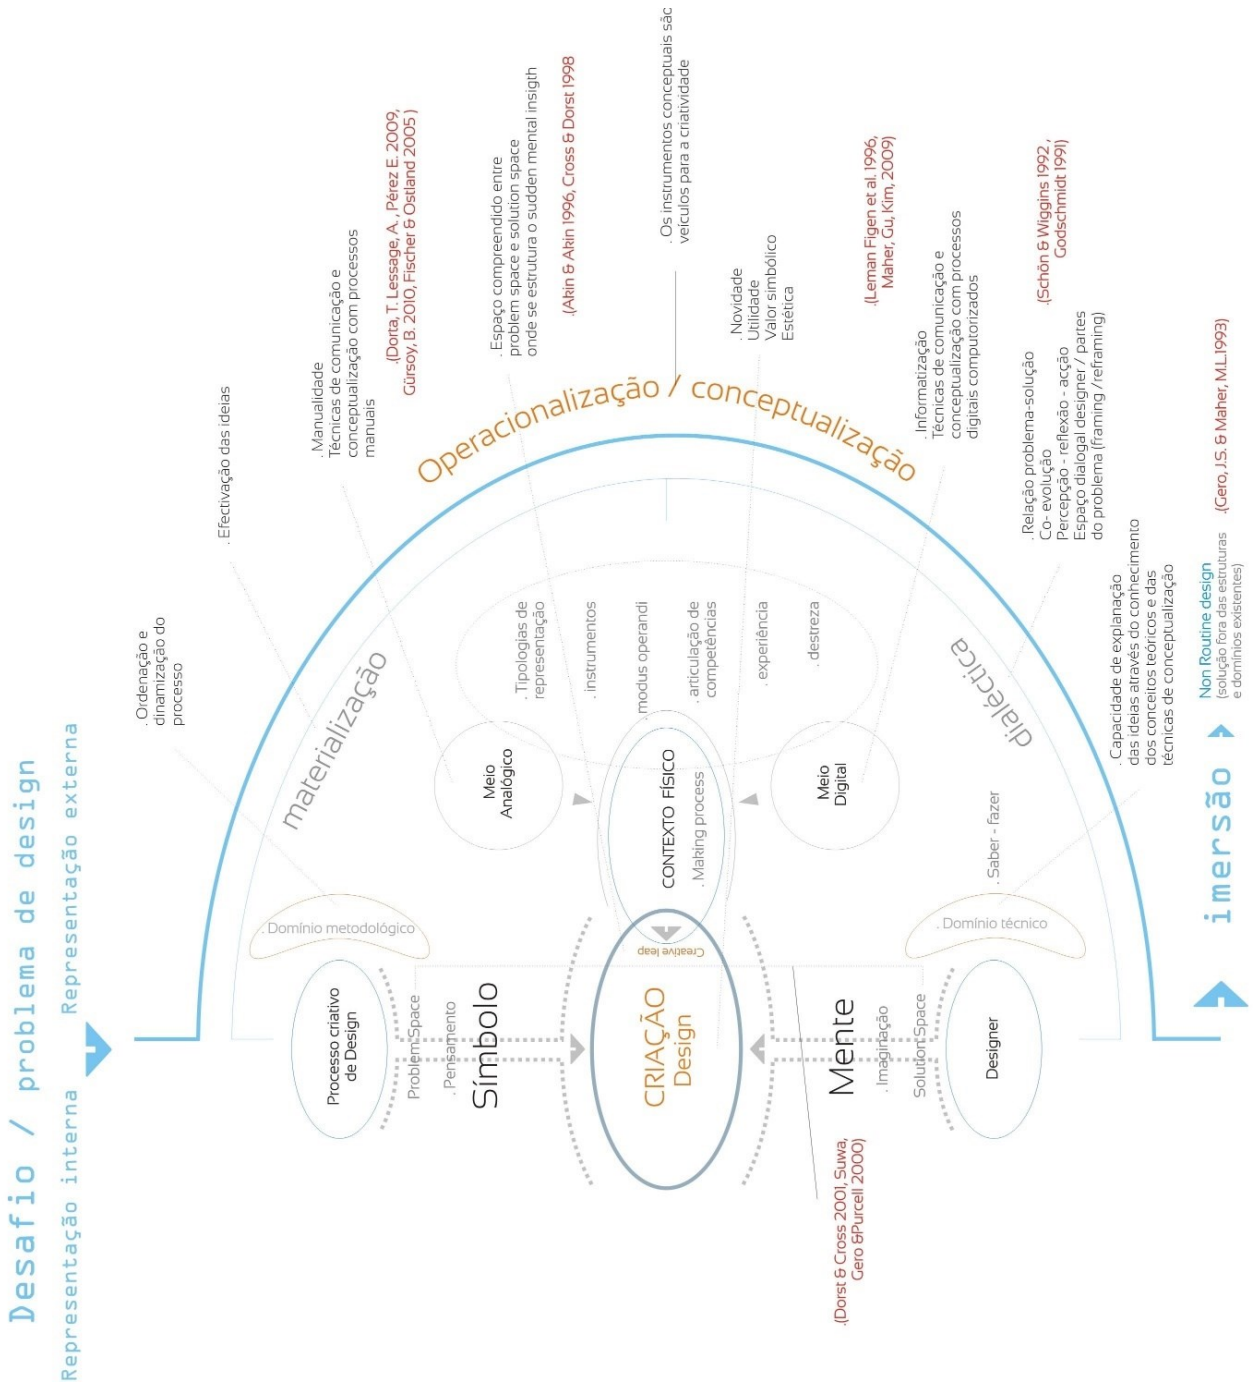 Desafio / problema de design
Representação interna
Representação externa
. Ordenação e
dinamização do
processo
. Efectivação das ideias
. Manualidade
Técnicas de comunicação e
conceptualização com processos
manuais
.(Dorta, T. Lessage, A. , Pérez E. 2009,
Gürsoy, B. 2010, Fischer & Ostland 2005 )
. Espaço compreendido entre
problem space e solution space
onde se estrutura o sudden mental insigth
.(Akin & Akin 1996, Cross & Dorst 1998
. Os instrumentos conceptuais são
veículos para a criatividade
. Novidade
Utilidade
Valor simbólico
Estética
.(Leman Figen et al. 1996,
Maher, Gu, Kim, 2009)
. Informatização
Técnicas de comunicação e
conceptualização com processos
digitais computorizados
.(Schön & Wiggins 1992 ,
Godschmidt 1991)
. Relação problema-solução
Co- evolução
Percepção - reflexão - acção
Espaço dialogal designer / partes
do problema (framing /reframing)
. Capacidade de explanação
das ideias através do conhecimento
dos conceitos teóricos e das
técnicas de conceptualização
Operacionalização / conceptualização
materialização
dialéctica
. Tipologias de
representação
. instrumentos
. modus operandi
. articulação de
competências
. experiência
. destreza
Meio
Analógico
CONTEXTO FÍSICO
. Making process
Meio
Digital
. Domínio metodológico
. Saber - fazer
. Domínio técnico
Creative leap
Processo criativo
de Design
Problem Space
. Pensamento
Símbolo
CRIAÇÃO
Design
Mente
. Imaginação
Solution Space
Designer
.(Dorst & Cross 2001, Suwa,
Gero &Purcell 2000)
imersão
Non Routine design
(solução fora das estruturas
e domínios existentes)
.(Gero, J.S. & Maher, M.L.1993)